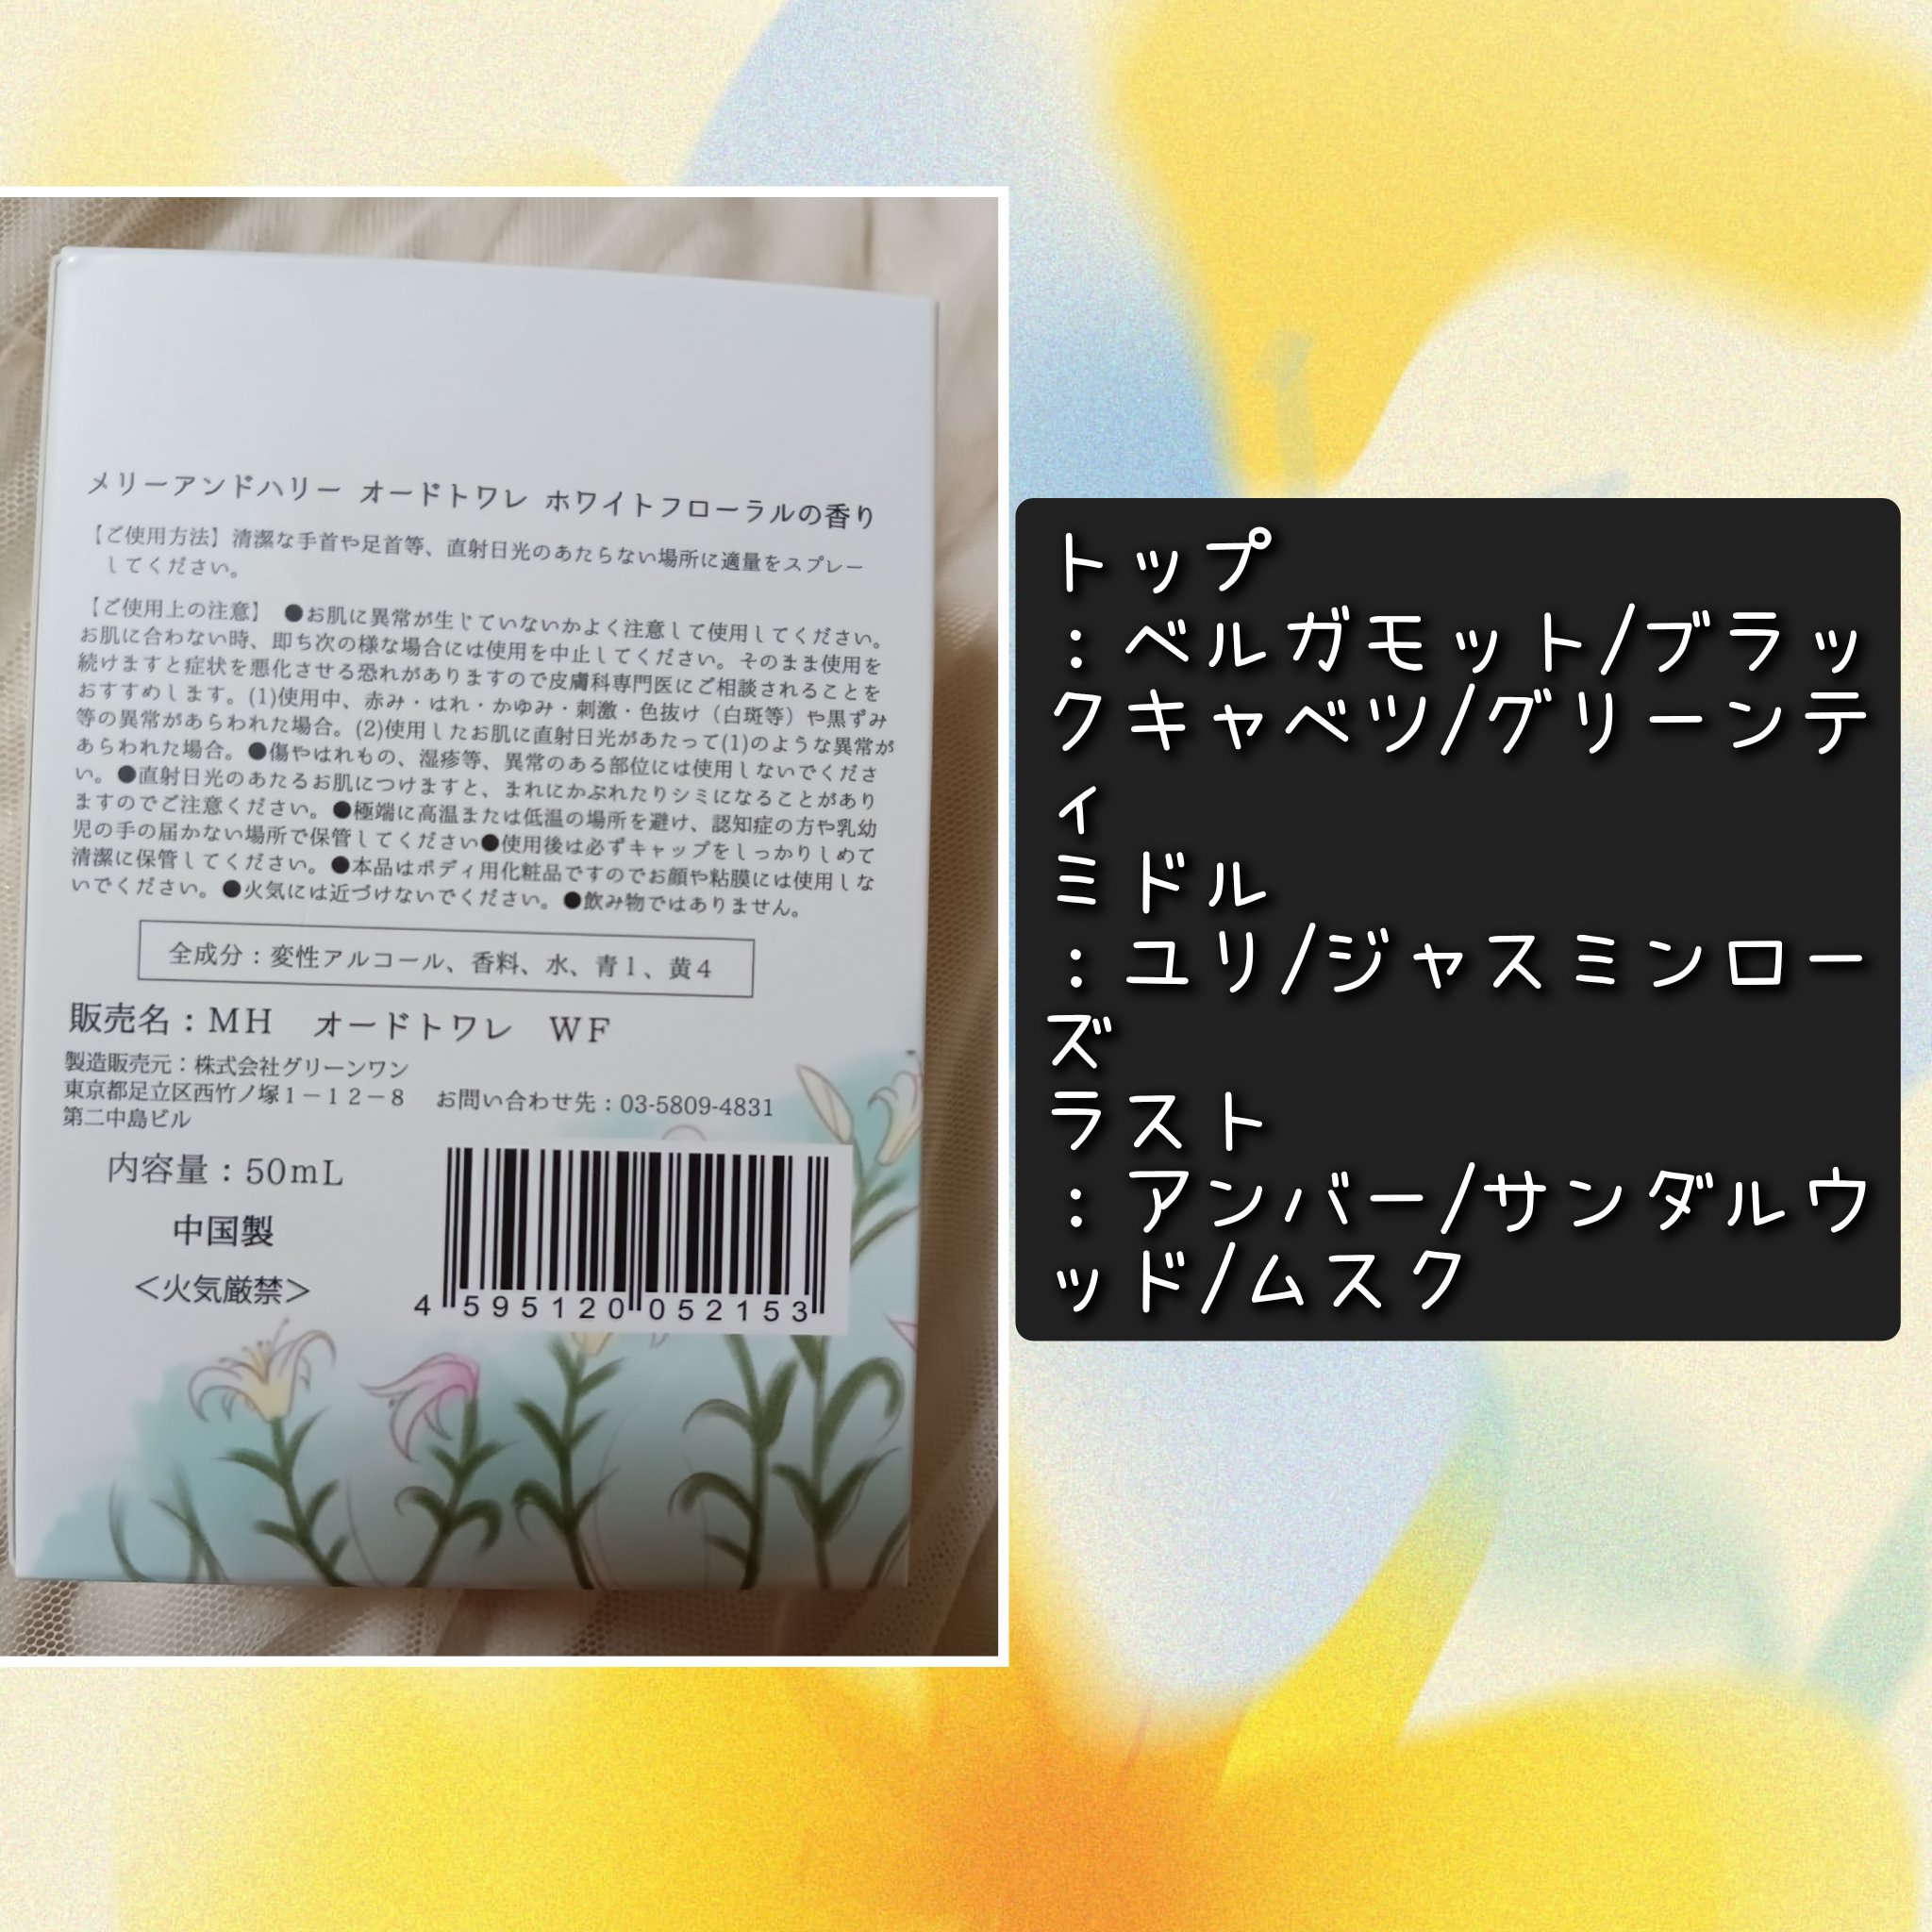 メリーアンドハリー オードトワレ ホワイトフローラルの香り
【ご使用方法】清潔な手首や足首等、直射日光のあたらない場所に適量をスプレー
してください。
【ご使用上の注意】 ●お肌に異常が生じていないかよく注意して使用してください。
お肌に合わない時、即ち次の様な場合には使用を中止してください。そのまま使用を
続けますと症状を悪化させる恐れがありますので皮膚科専門医にご相談されることを
おすすめします。(1)使用中、赤み・はれ・かゆみ・刺激・色抜け（白斑等）や黒ずみ
等の異常があらわれた場合。(2)使用したお肌に直射日光があたって(1)のような異常が
あらわれた場合。●傷やはれもの、湿疹等、異常のある部位には使用しないでくださ
い。●直射日光のあたるお肌につけますと、まれにかぶれたりシミになることがあり
ますのでご注意ください。●極端に高温または低温の場所を避け、認知症の方や乳幼
児の手の届かない場所で保管してください●使用後は必ずキャップをしっかりしめて
清潔に保管してください。●本品はボディ用化粧品ですのでお顔や粘膜には使用しな
いでください。●火気には近づけないでください。●飲み物ではありません。
全成分：変性アルコール、香料、水、青１、黄４
販売名：ＭＨ　オードトワレ　ＷＦ
製造販売元：株式会社グリーンワン
東京都足立区西竹ノ塚１－１２－８ お問い合わせ先：03-5809-4831
第二中島ビル
内容量：50mL
中国製
＜火気厳禁＞
4 595120 052153
トップ
：ベルガモット/ブラッ
クキャベツ/グリーンテ
ィ
ミドル
：ユリ/ジャスミンロー
ズ
ラスト
：アンバー/サンダルウ
ッド/ムスク